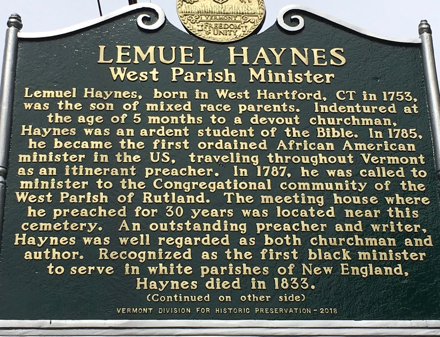 VERMONT
FREEDOM
& UNITY
LEMUEL HAYNES
West Parish Minister
Lemuel Haynes, born in West Hartford, CT in 1753,
was the son of mixed race parents. Indentured at
the age of 5 months to a devout churchman,
Haynes was an ardent student of the Bible. In 1785,
he became the first ordained African American
minister in the US, traveling throughout Vermont
as an itinerant preacher. In 1787, he was called to
minister to the Congregational community of the
West Parish of Rutland. The meeting house where
he preached for 30 years was located near this
cemetery. An outstanding preacher and writer,
Haynes was well regarded as both churchman and
author. Recognized as the first black minister
to serve in white parishes of New England,
Haynes died in 1833.
(Continued on other side)
VERMONT DIVISION FOR HISTORIC PRESERVATION - 2018